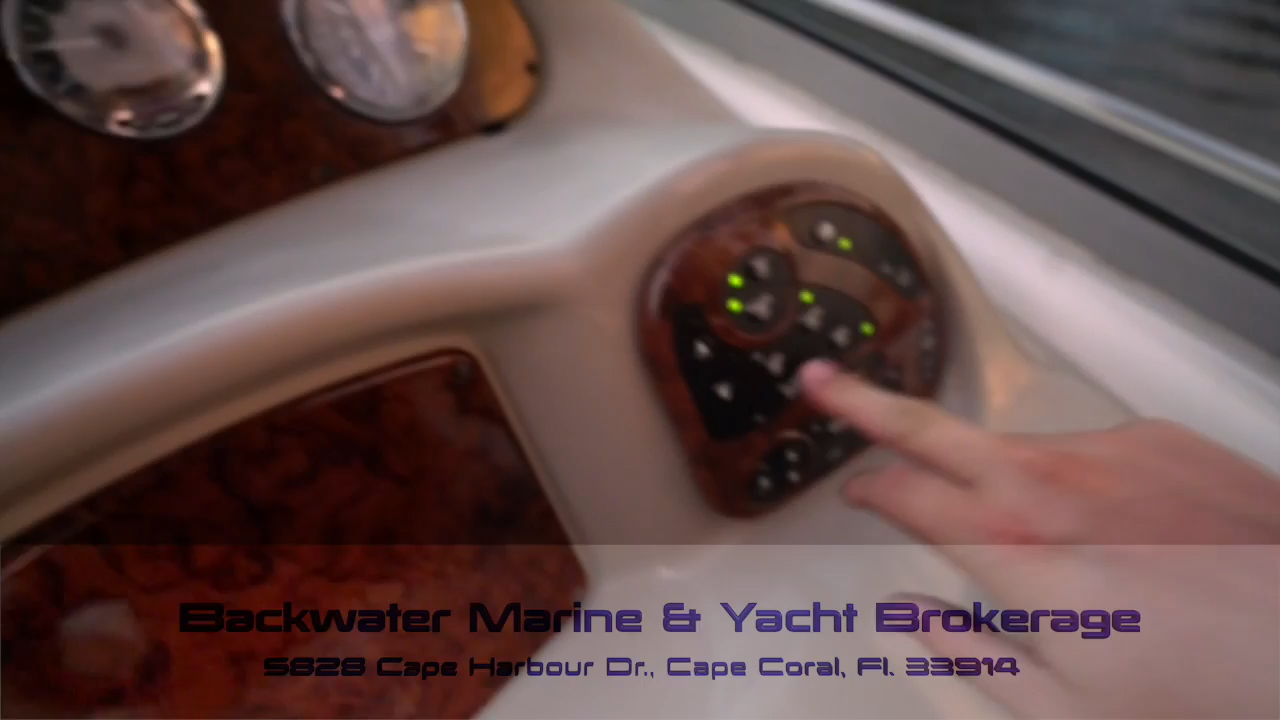 Backwater Marine & Yacht Brokerage
5828 Cape Harbour Dr., Cape Coral, Fl. 33914